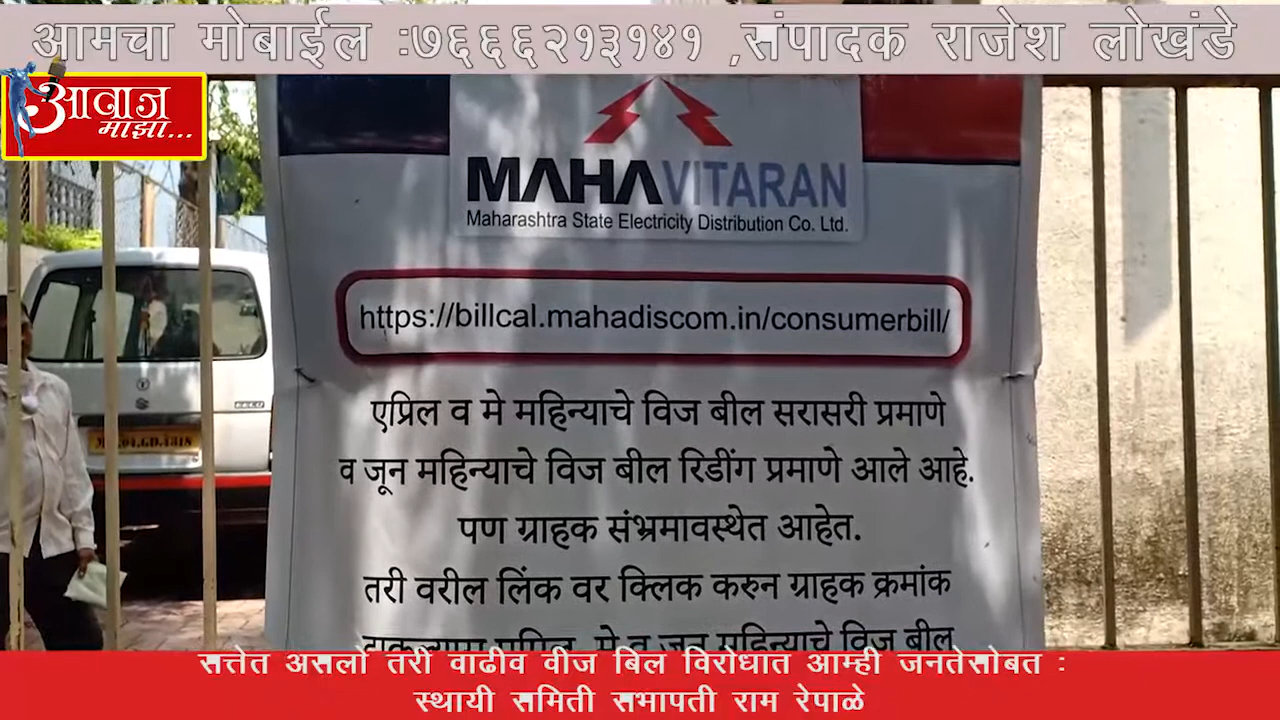 आमचा मोबाईल :७६६६२१३१४१ ,संपादक राजेश लोखंडे
आवाज
माझा...
MAHAVITARAN
Maharashtra State Electricity Distribution Co. Ltd.
https://billcal.mahadiscom.in/consumerbill/
एप्रिल व मे महिन्याचे विज बील सरासरी प्रमाणे
व जून महिन्याचे विज बील रिडींग प्रमाणे आले आहे.
पण ग्राहक संभ्रमावस्थेत आहेत.
तरी वरील लिंक वर क्लिक करुन ग्राहक क्रमांक
एप्रिल, मे व जून महिन्याचे विज बील
सत्तेत असलो तरी वाढीव वीज बिल विरोधात आम्ही जनतेसोबत :
स्थायी समिती सभापती राम रेपाळे